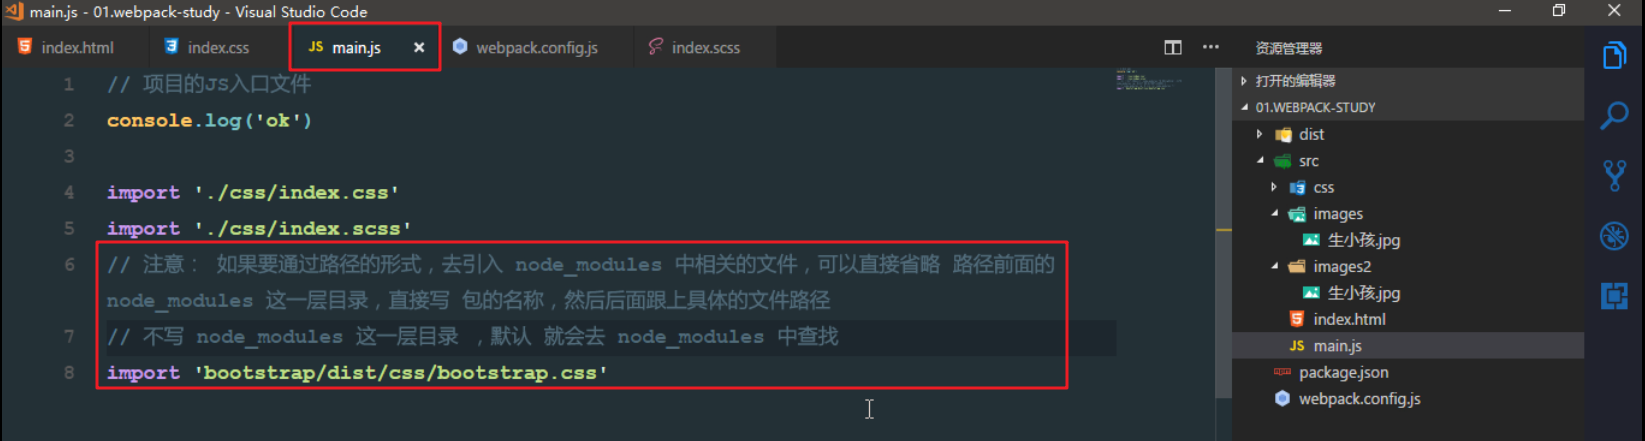 main.js - 01.webpack-study - Visual Studio Code
index.html
index.css
JS main.js
webpack.config.js
index.scss
资源管理器
1 // 项目的JS入口文件
2 console.log('ok')
3
4 import './css/index.css'
5 import './css/index.scss'
6 // 注意： 如果要通过路径的形式，去引入 node_modules 中相关的文件，可以直接省略 路径前面的
node_modules 这一层目录，直接写 包的名称，然后后面跟上具体的文件路径
7 // 不写 node_modules 这一层目录 ，默认 就会去 node_modules 中查找
8 import 'bootstrap/dist/css/bootstrap.css'
打开的编辑器
01.WEBPACK-STUDY
dist
src
css
images
生小孩.jpg
images2
生小孩.jpg
index.html
JS main.js
package.json
webpack.config.js